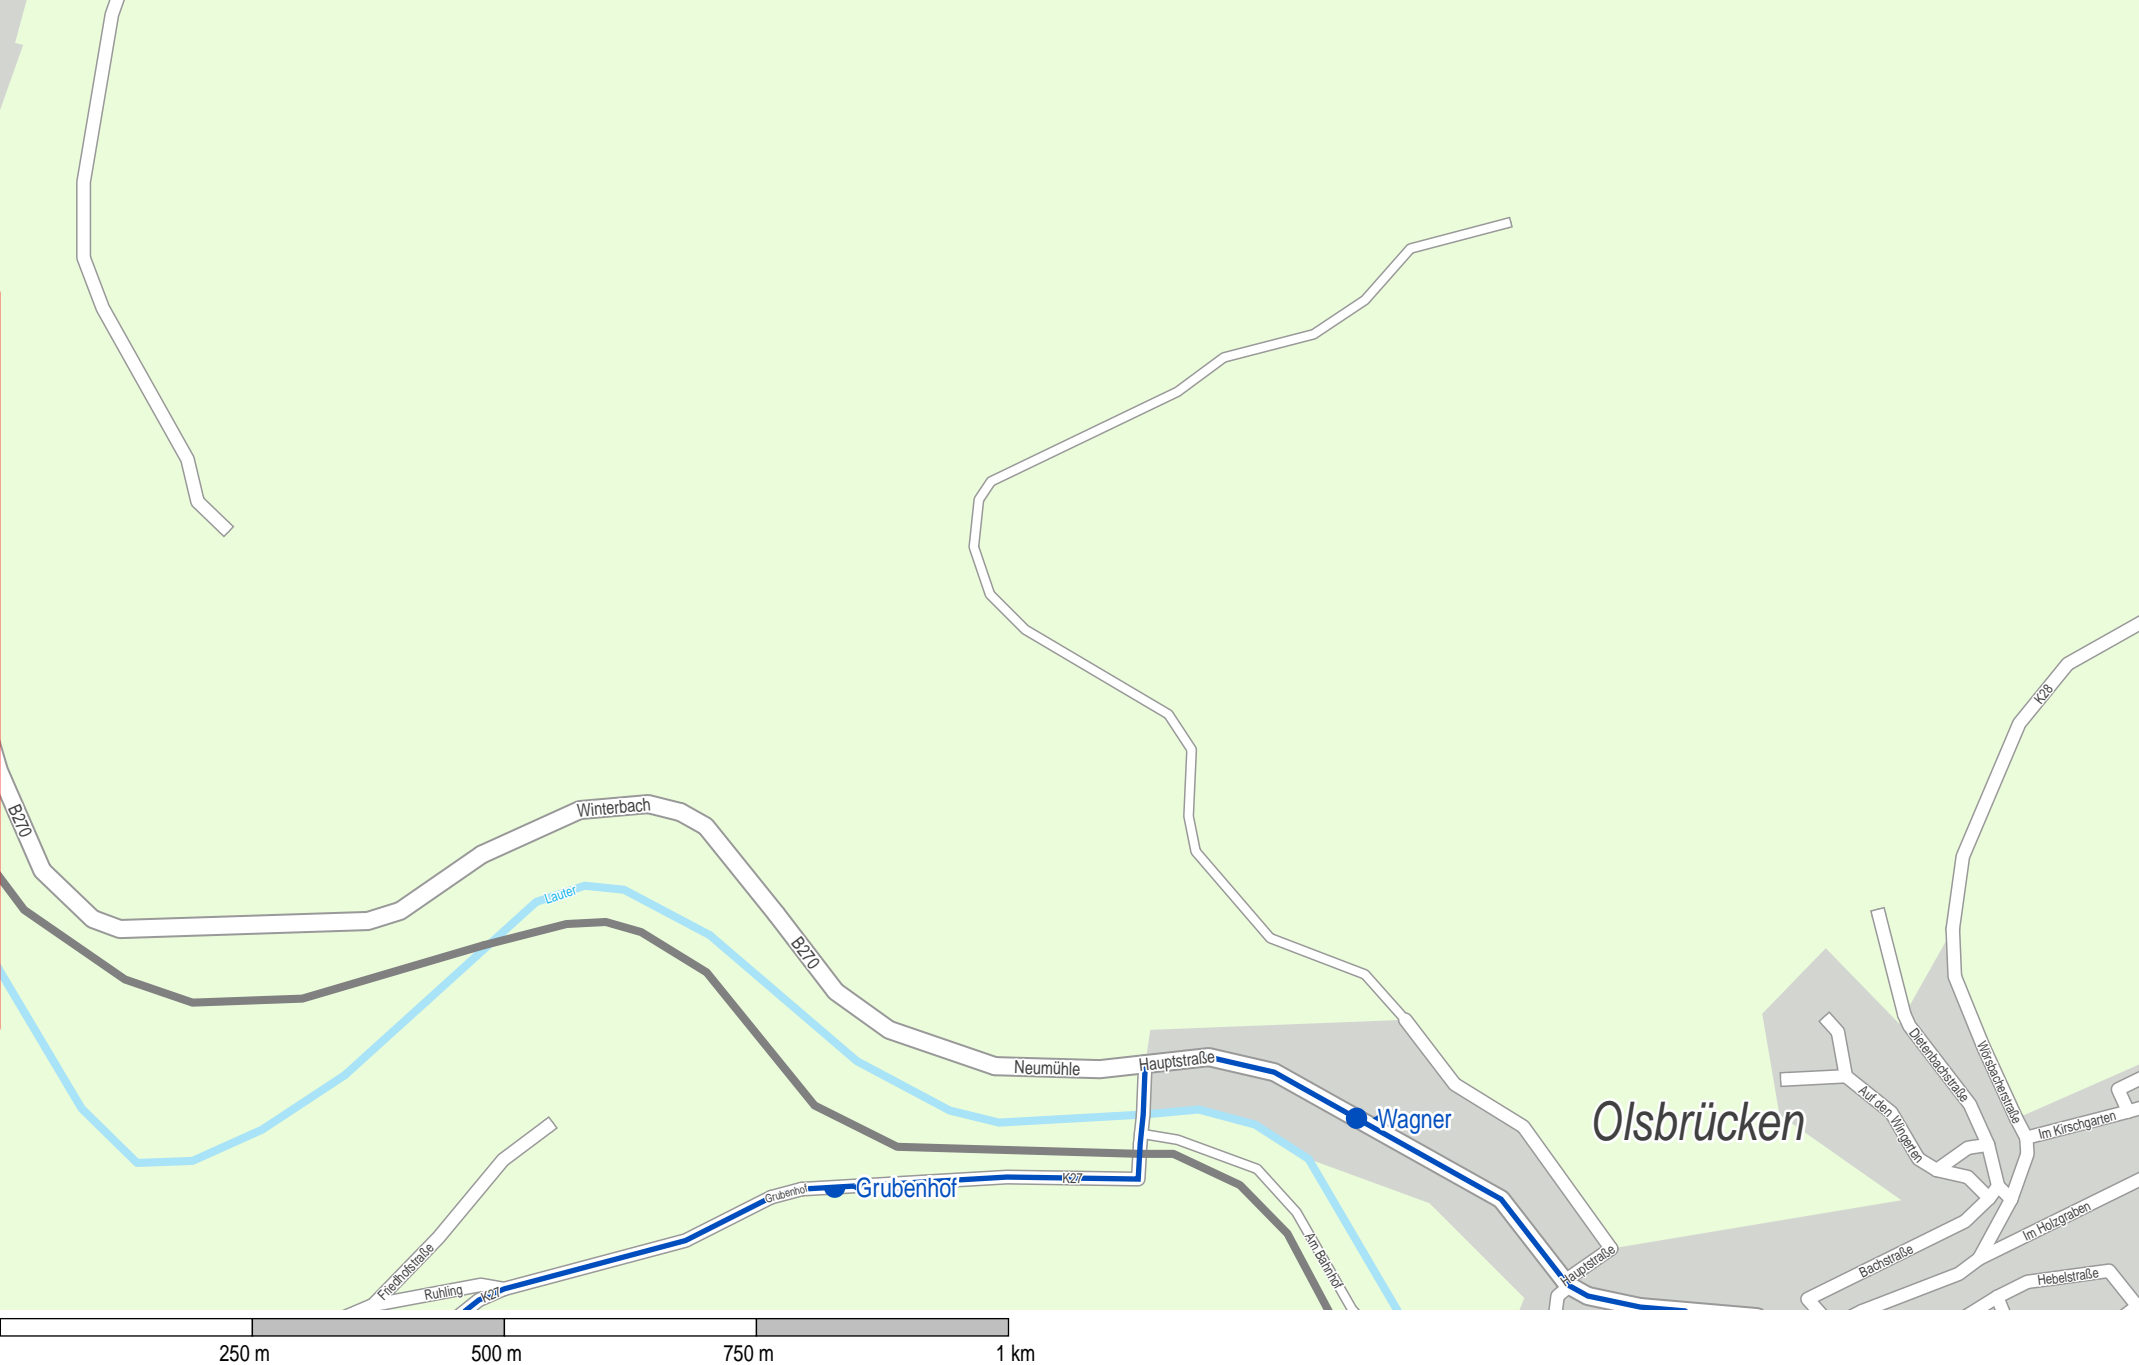 K28
B270
Winterbach
Lauter
B270
Neumühle
Hauptstraße
Wagner
Olsbrücken
Dietenbachstraße
Wörsbacherstraße
Auf den Wingerten
Im Kirschgarten
Grubenhof
Grubenhof
K27
Friedhofstraße
Ruhling
K27
Am Bahnhof
Hauptstraße
Bachstraße
Im Holzgraben
Hebelstraße
250 m
500 m
750 m
1 km